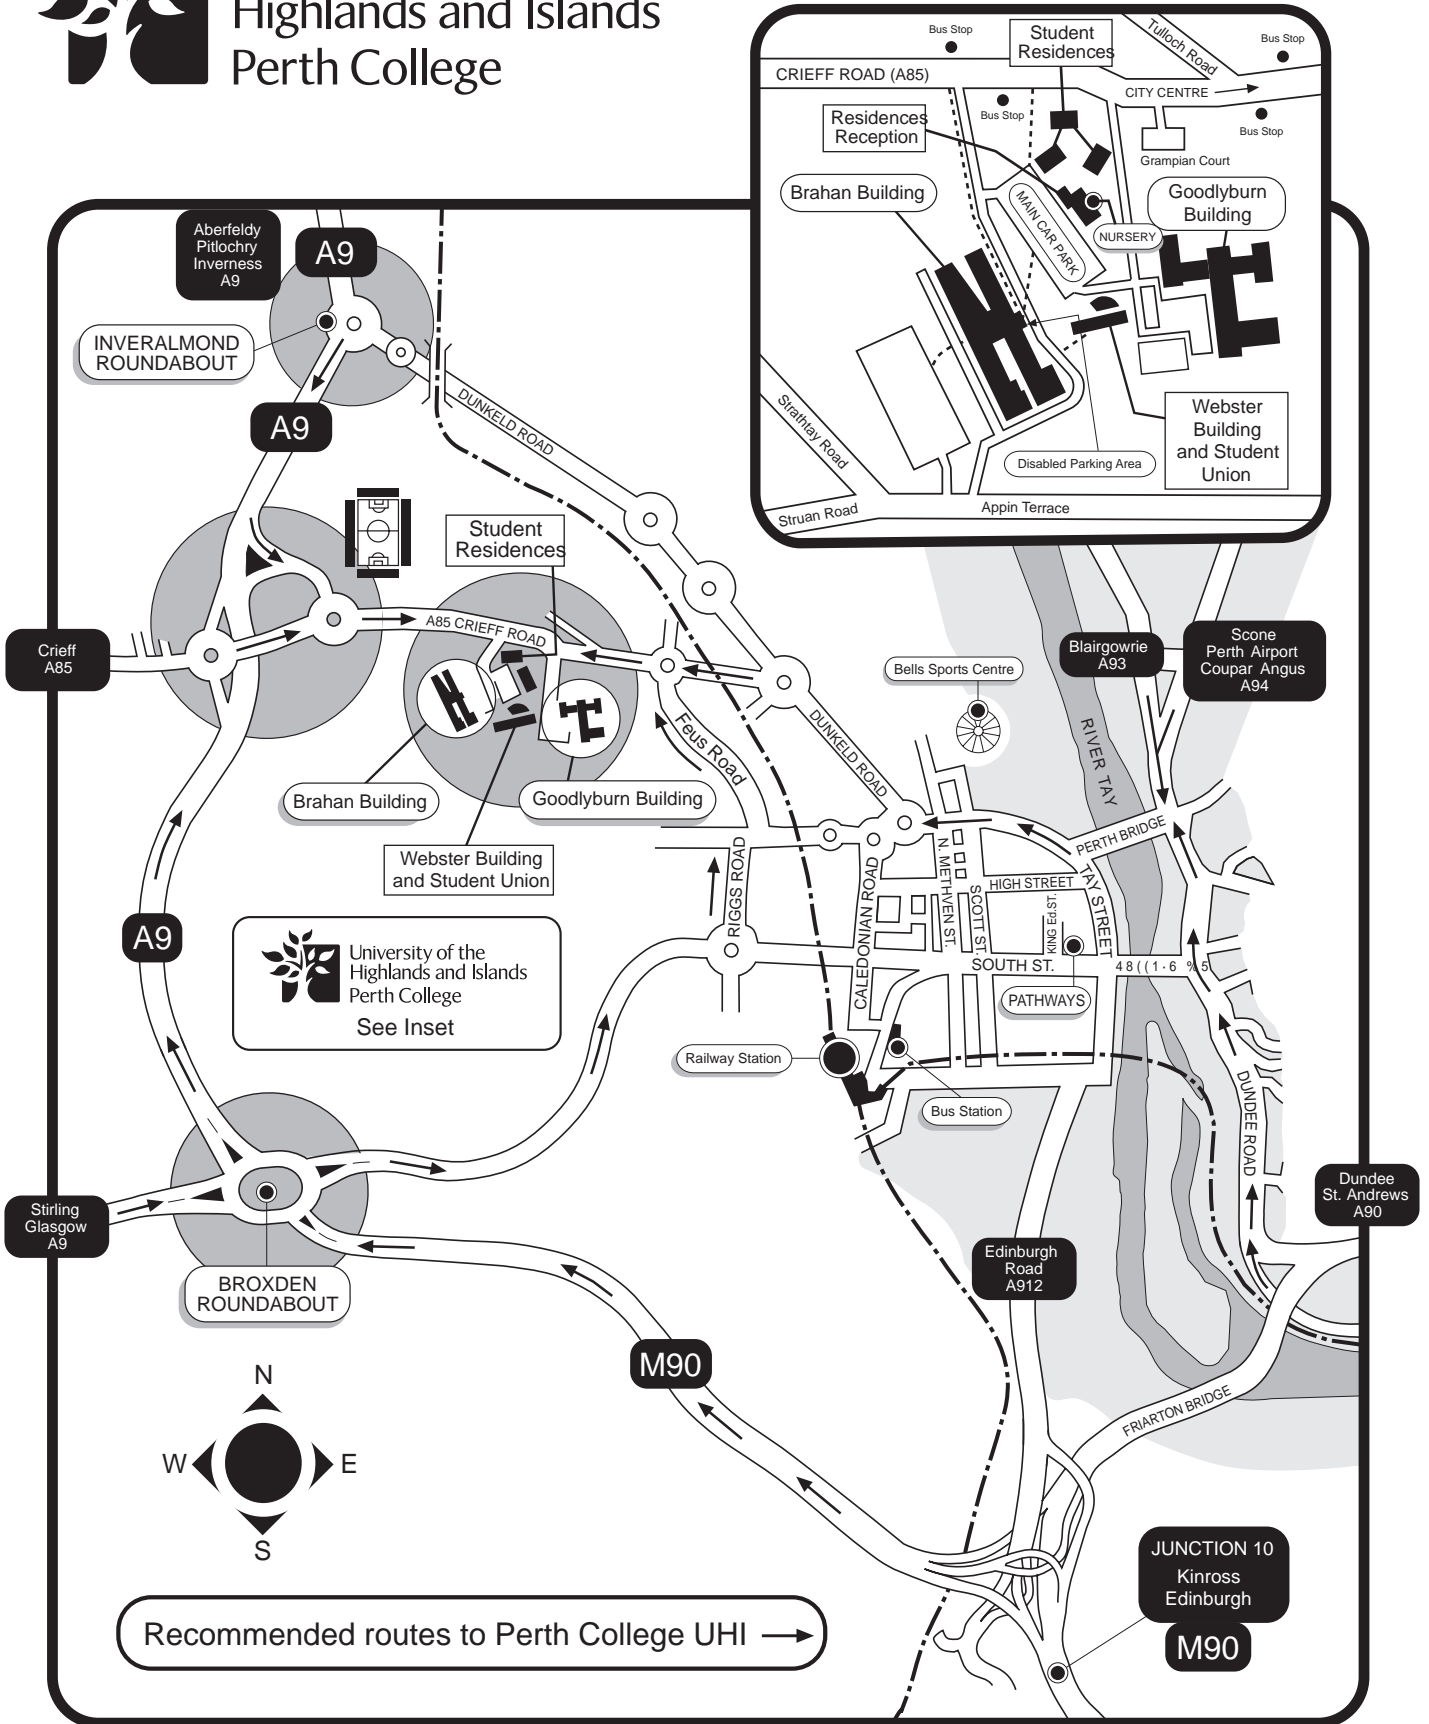 Highlands and Islands
Perth College
Bus Stop
Student
Residences
Tulloch Road
Bus Stop
CRIEFF ROAD (A85)
CITY CENTRE
Bus Stop
Bus Stop
Residences
Reception
Grampian Court
Brahan Building
MAIN CAR PARK
Goodlyburn
Building
NURSERY
Strathtay Road
Webster
Building
and Student
Union
Disabled Parking Area
Struan Road
Appin Terrace
Aberfeldy
Pitlochry
Inverness
A9
A9
INVERALMOND
ROUNDABOUT
A9
DUNKELD ROAD
Student
Residences
A85 CRIEFF ROAD
Crieff
A85
Blairgowrie
A93
Scone
Perth Airport
Coupar Angus
A94
Bells Sports Centre
RIVER TAY
Feus Road
DUNKELD ROAD
Brahan Building
Goodlyburn Building
PERTH BRIDGE
Webster Building
and Student Union
RIGGS ROAD
CALEDONIAN ROAD
N. METHVEN ST.
SCOTT ST.
HIGH STREET
KING Ed.ST.
TAY STREET
A9
University of the
Highlands and Islands
Perth College
See Inset
SOUTH ST.
48((1·6 %5
PATHWAYS
Railway Station
Bus Station
DUNDEE ROAD
Stirling
Glasgow
A9
Dundee
St. Andrews
A90
Edinburgh
Road
A912
BROXDEN
ROUNDABOUT
M90
FRIARTON BRIDGE
N
W
E
S
JUNCTION 10
Kinross
Edinburgh
M90
Recommended routes to Perth College UHI